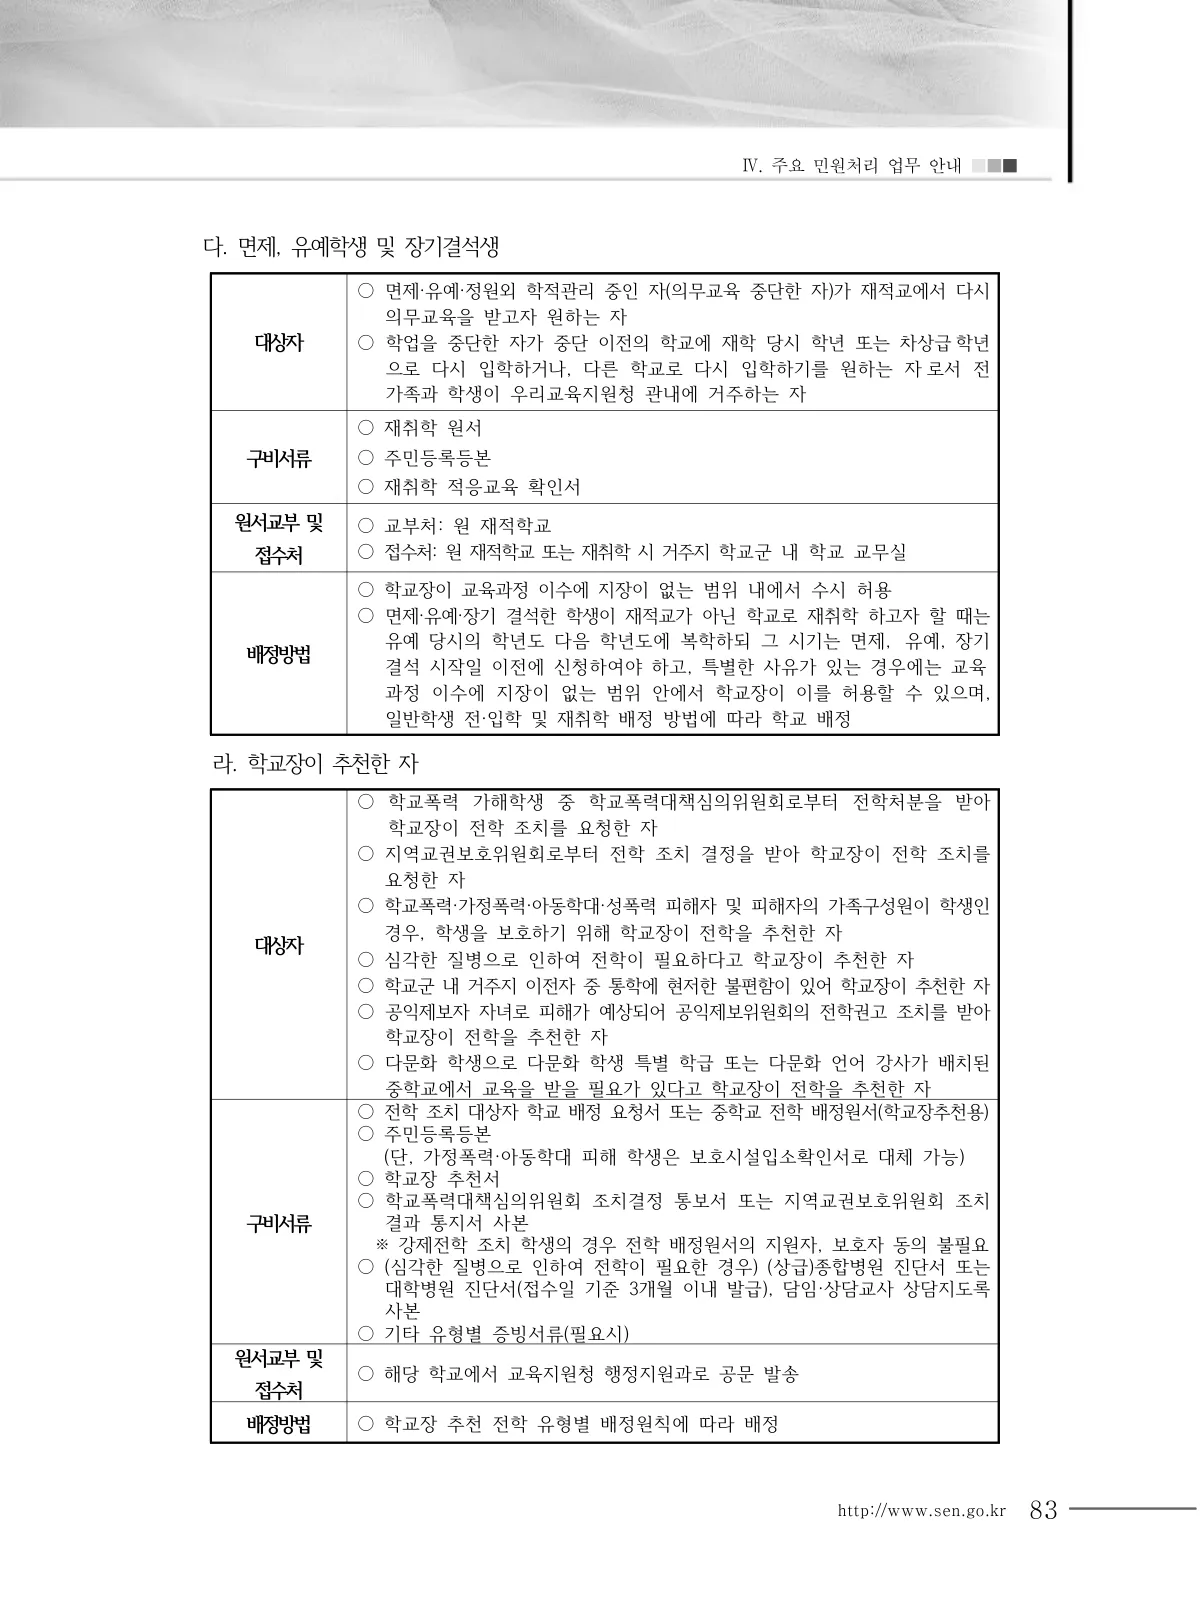 Ⅳ. 주요 민원처리 업무 안내
다. 면제, 유예학생 및 장기결석생
대상자
○ 면제·유예·정원외 학적관리 중인 자(의무교육 중단한 자)가 재적교에서 다시
의무교육을 받고자 원하는 자
○ 학업을 중단한 자가 중단 이전의 학교에 재학 당시 학년 또는 차상급 학년
으로 다시 입학하거나, 다른 학교로 다시 입학하기를 원하는 자 로서 전
가족과 학생이 우리교육지원청 관내에 거주하는 자
구비서류
○ 재취학 원서
○ 주민등록등본
○ 재취학 적응교육 확인서
원서교부 및
접수처
○ 교부처: 원 재적학교
○ 접수처: 원 재적학교 또는 재취학 시 거주지 학교군 내 학교 교무실
배정방법
○ 학교장이 교육과정 이수에 지장이 없는 범위 내에서 수시 허용
○ 면제·유예·장기 결석한 학생이 재적교가 아닌 학교로 재취학 하고자 할 때는
유예 당시의 학년도 다음 학년도에 복학하되 그 시기는 면제, 유예, 장기
결석 시작일 이전에 신청하여야 하고, 특별한 사유가 있는 경우에는 교육
과정 이수에 지장이 없는 범위 안에서 학교장이 이를 허용할 수 있으며,
일반학생 전·입학 및 재취학 배정 방법에 따라 학교 배정
라. 학교장이 추천한 자
대상자
○ 학교폭력 가해학생 중 학교폭력대책심의위원회로부터 전학처분을 받아
학교장이 전학 조치를 요청한 자
○ 지역교권보호위원회로부터 전학 조치 결정을 받아 학교장이 전학 조치를
요청한 자
○ 학교폭력·가정폭력·아동학대·성폭력 피해자 및 피해자의 가족구성원이 학생인
경우, 학생을 보호하기 위해 학교장이 전학을 추천한 자
○ 심각한 질병으로 인하여 전학이 필요하다고 학교장이 추천한 자
○ 학교군 내 거주지 이전자 중 통학에 현저한 불편함이 있어 학교장이 추천한 자
○ 공익제보자 자녀로 피해가 예상되어 공익제보위원회의 전학권고 조치를 받아
학교장이 전학을 추천한 자
○ 다문화 학생으로 다문화 학생 특별 학급 또는 다문화 언어 강사가 배치된
중학교에서 교육을 받을 필요가 있다고 학교장이 전학을 추천한 자
구비서류
○ 전학 조치 대상자 학교 배정 요청서 또는 중학교 전학 배정원서(학교장추천용)
○ 주민등록등본
(단, 가정폭력·아동학대 피해 학생은 보호시설입소확인서로 대체 가능)
○ 학교장 추천서
○ 학교폭력대책심의위원회 조치결정 통보서 또는 지역교권보호위원회 조치
결과 통지서 사본
※ 강제전학 조치 학생의 경우 전학 배정원서의 지원자, 보호자 동의 불필요
○ (심각한 질병으로 인하여 전학이 필요한 경우) (상급)종합병원 진단서 또는
대학병원 진단서(접수일 기준 3개월 이내 발급), 담임·상담교사 상담지도록
사본
○ 기타 유형별 증빙서류(필요시)
원서교부 및
접수처
○ 해당 학교에서 교육지원청 행정지원과로 공문 발송
배정방법
○ 학교장 추천 전학 유형별 배정원칙에 따라 배정
http://www.sen.go.kr 83